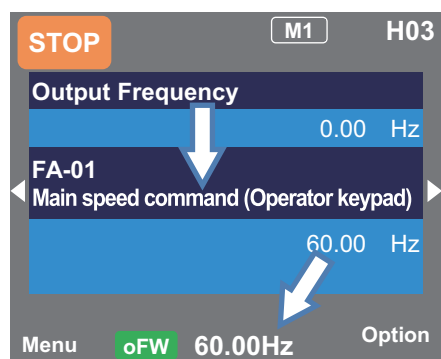 STOP M1 H03
Output Frequency
0.00 Hz
FA-01
Main speed command (Operator keypad)
60.00 Hz
Menu oFW 60.00Hz Option